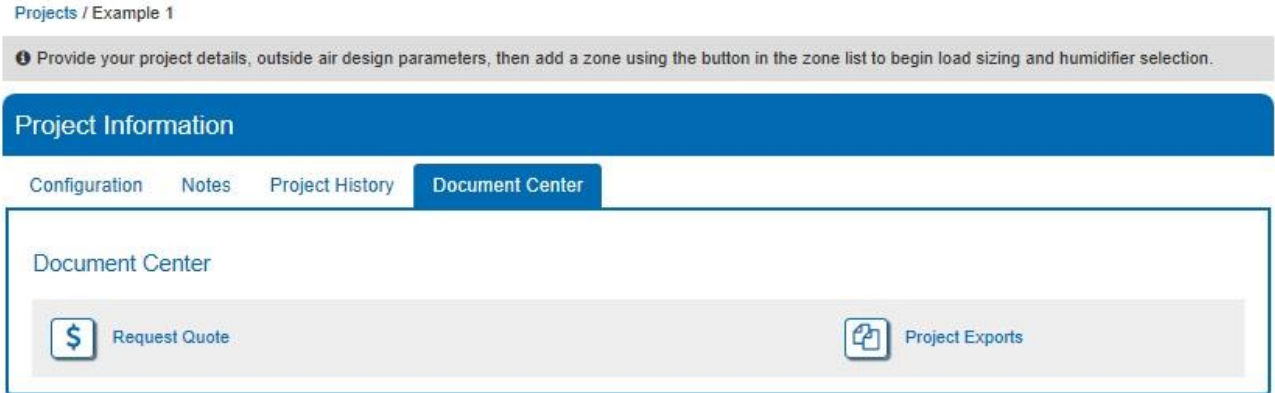 Projects / Example 1
Provide your project details, outside air design parameters, then add a zone using the button in the zone list to begin load sizing and humidifier selection.
Project Information
Configuration Notes Project History Document Center
Document Center
$ Request Quote Project Exports